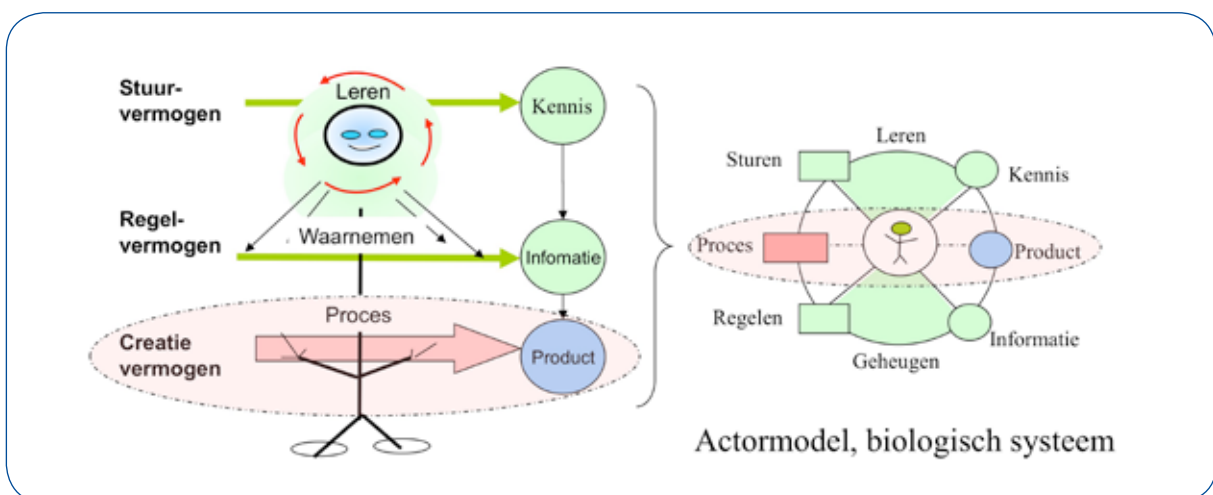 Stuur-
vermogen
Leren
Kennis
Regel-
vermogen
Waarnemen
Infomatie
Creatie
vermogen
Proces
Product
Leren
Sturen
Kennis
Proces
Product
Regelen
Informatie
Geheugen
Actormodel, biologisch systeem